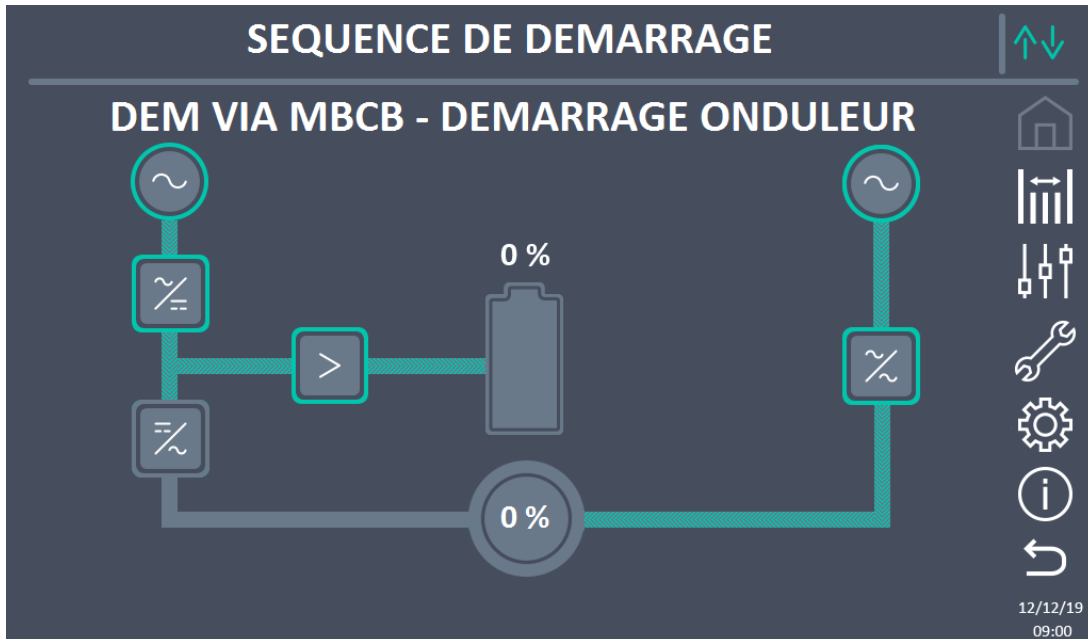 SEQUENCE DE DEMARRAGE
DEM VIA MBCB - DEMARRAGE ONDULEUR
0 %
0 %
12/12/19
09:00